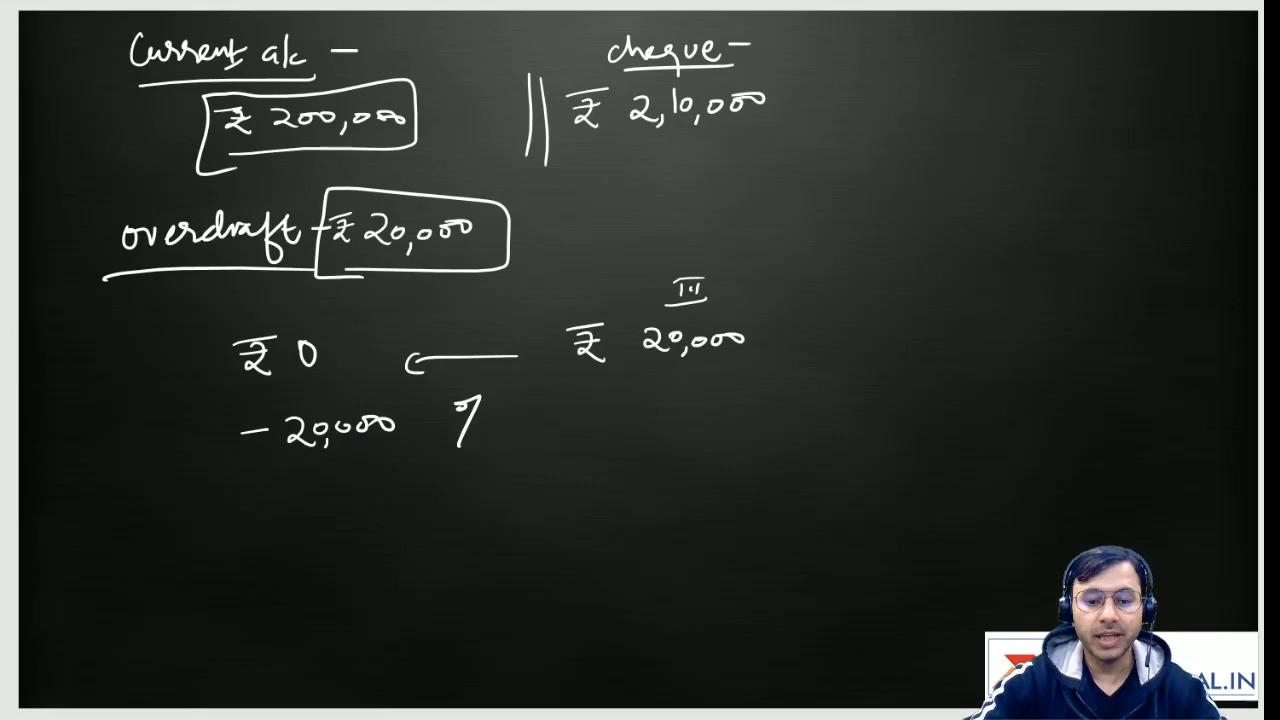 Current a/c –
cheque –
₹ 200,000
₹ 2,10,000
overdraft – ₹ 20,000
₹ 20,000
₹ 0
– 20,000 %
AL.IN